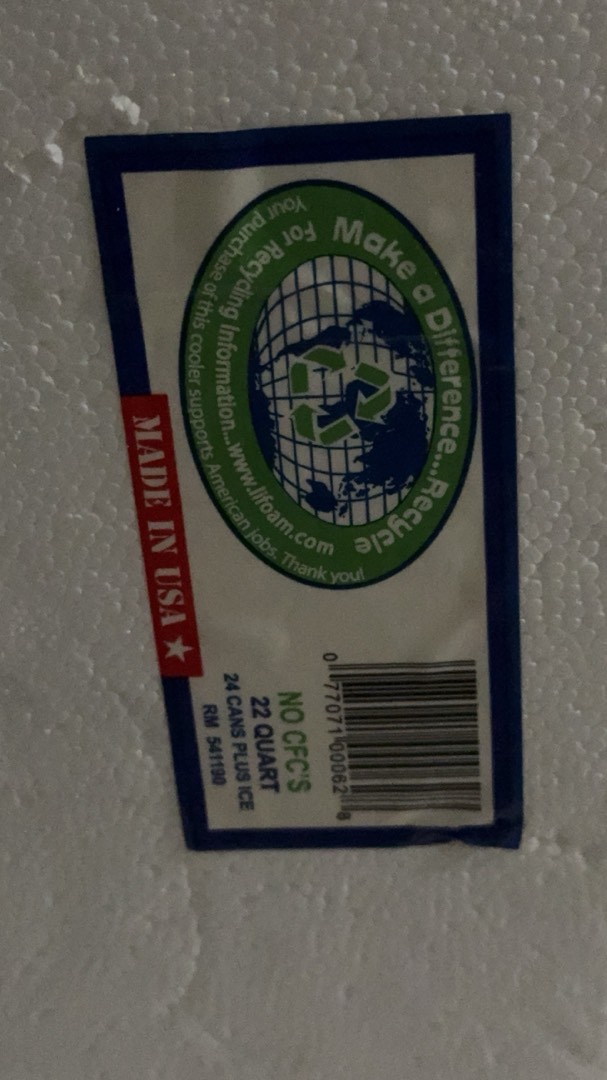 Make a Difference...Recycle
For Recycling Information...www.lifoam.com
Your purchase of this cooler supports American jobs. Thank you!
0 77071 00062 8
NO CFC'S
22 QUART
24 CANS PLUS ICE
RM 541190
MADE IN USA